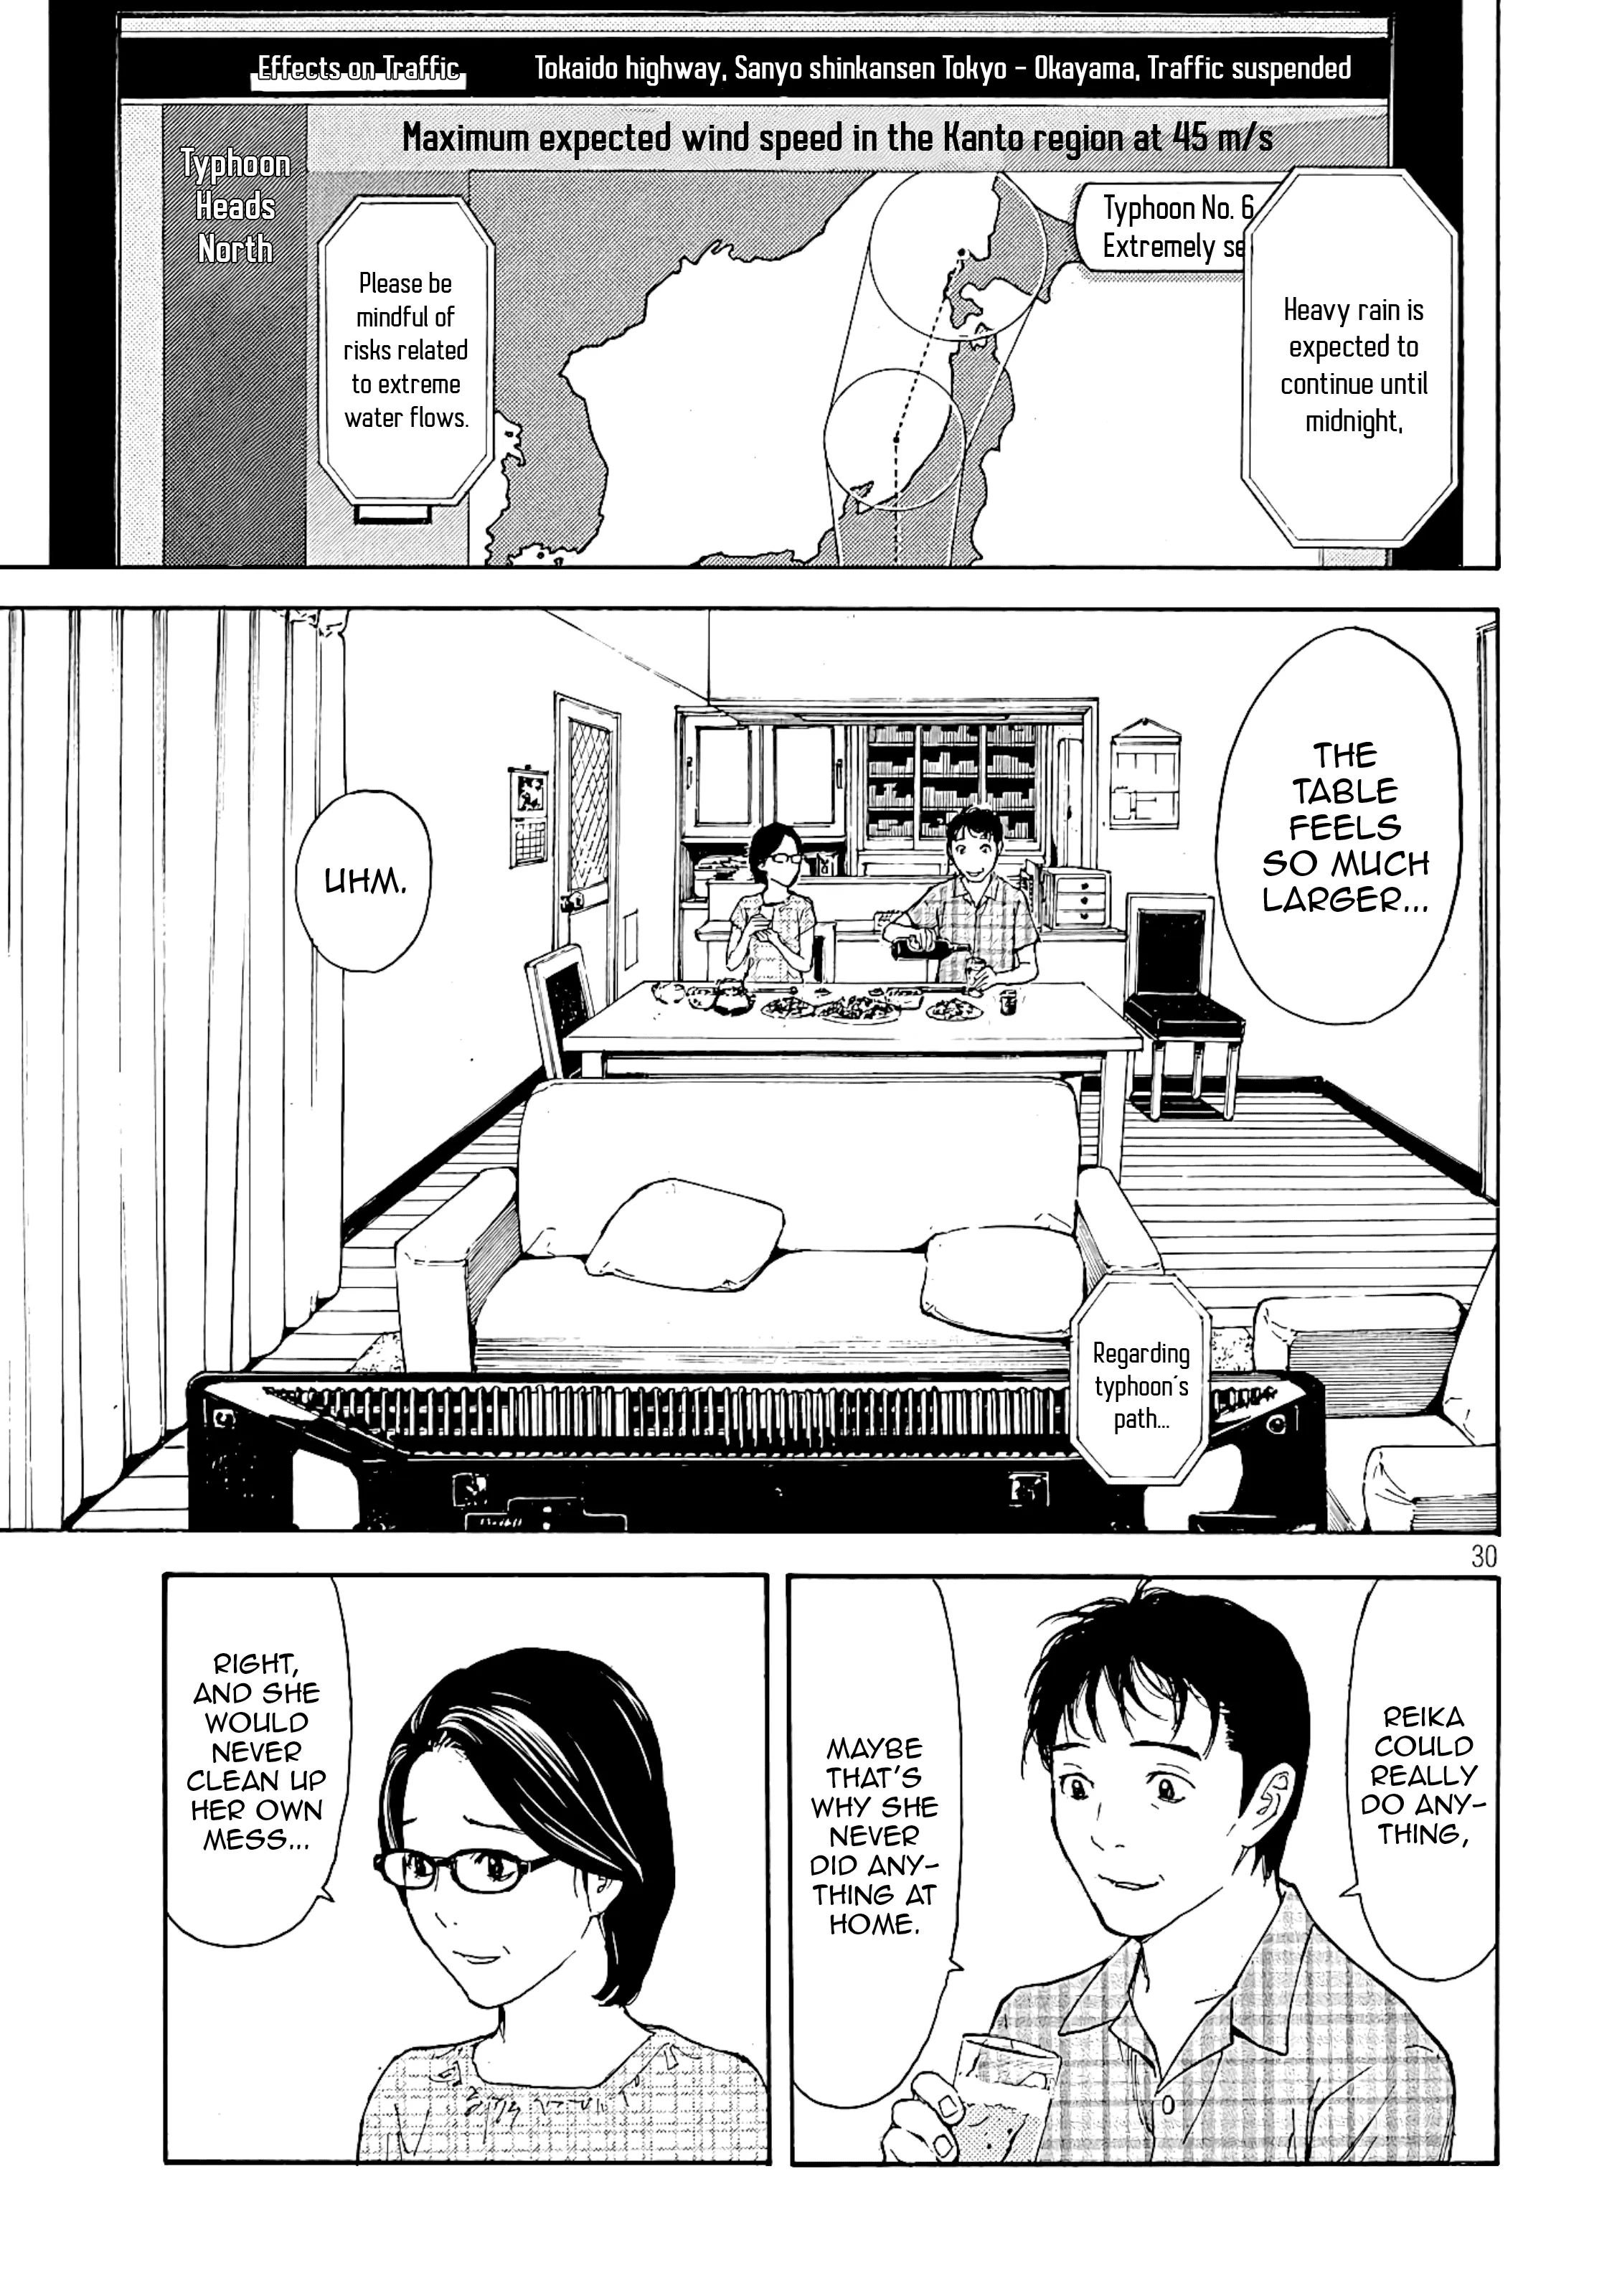 Effects on Traffic
Tokaido highway, Sanyo shinkansen Tokyo - Okayama, Traffic suspended
Maximum expected wind speed in the Kanto region at 45 m/s
Typhoon
Heads
North
Typhoon No. 6
Extremely se
Heavy rain is
expected to
continue until
midnight,
Please be
mindful of
risks related
to extreme
water flows.
THE
TABLE
FEELS
SO MUCH
LARGER...
UHM.
Regarding
typhoon´s
path...
30
REIKA
COULD
REALLY
DO ANY-
THING,
MAYBE
THAT'S
WHY SHE
NEVER
DID ANY-
THING AT
HOME.
RIGHT,
AND SHE
WOULD
NEVER
CLEAN UP
HER OWN
MESS...